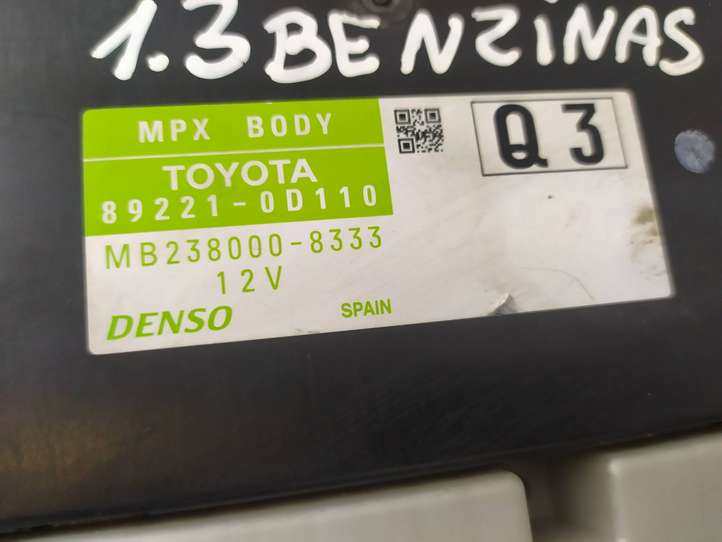 1.3 BENZINAS
MPX BODY
Q3
TOYOTA
89221-0D110
MB238000-8333
12V
DENSO
SPAIN